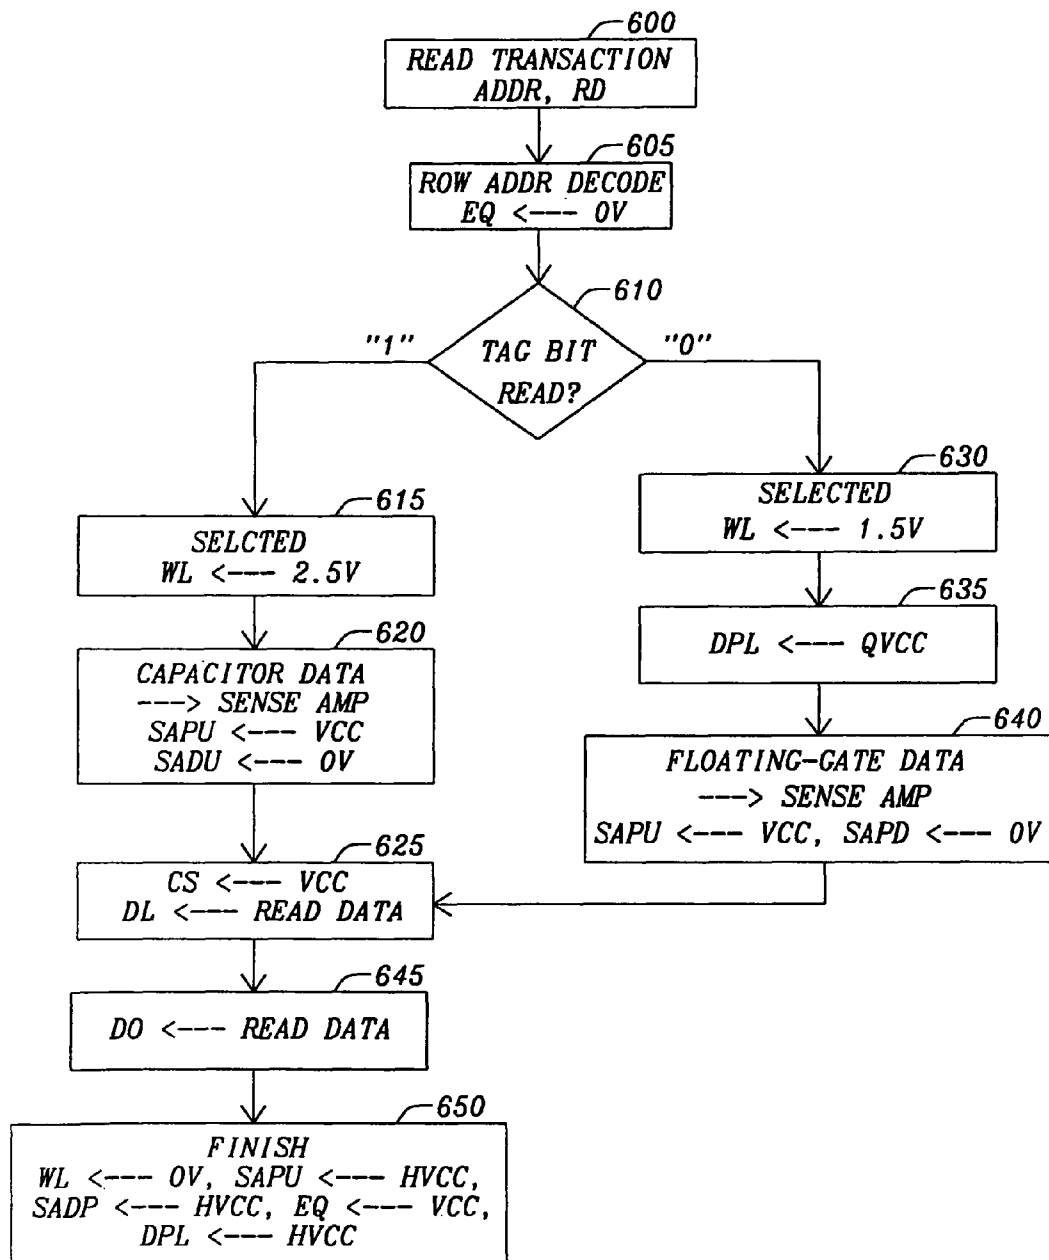 600
READ TRANSACTION
ADDR, RD
605
ROW ADDR DECODE
EQ <--- 0V
610
"1"
TAG BIT
READ?
"0"
615
SELCTED
WL <--- 2.5V
630
SELECTED
WL <--- 1.5V
635
DPL <--- QVCC
620
CAPACITOR DATA
---> SENSE AMP
SAPU <--- VCC
SADU <--- 0V
640
FLOATING-GATE DATA
---> SENSE AMP
SAPU <--- VCC, SAPD <--- 0V
625
CS <--- VCC
DL <--- READ DATA
645
DO <--- READ DATA
650
FINISH
WL <--- 0V, SAPU <--- HVCC,
SADP <--- HVCC, EQ <--- VCC,
DPL <--- HVCC